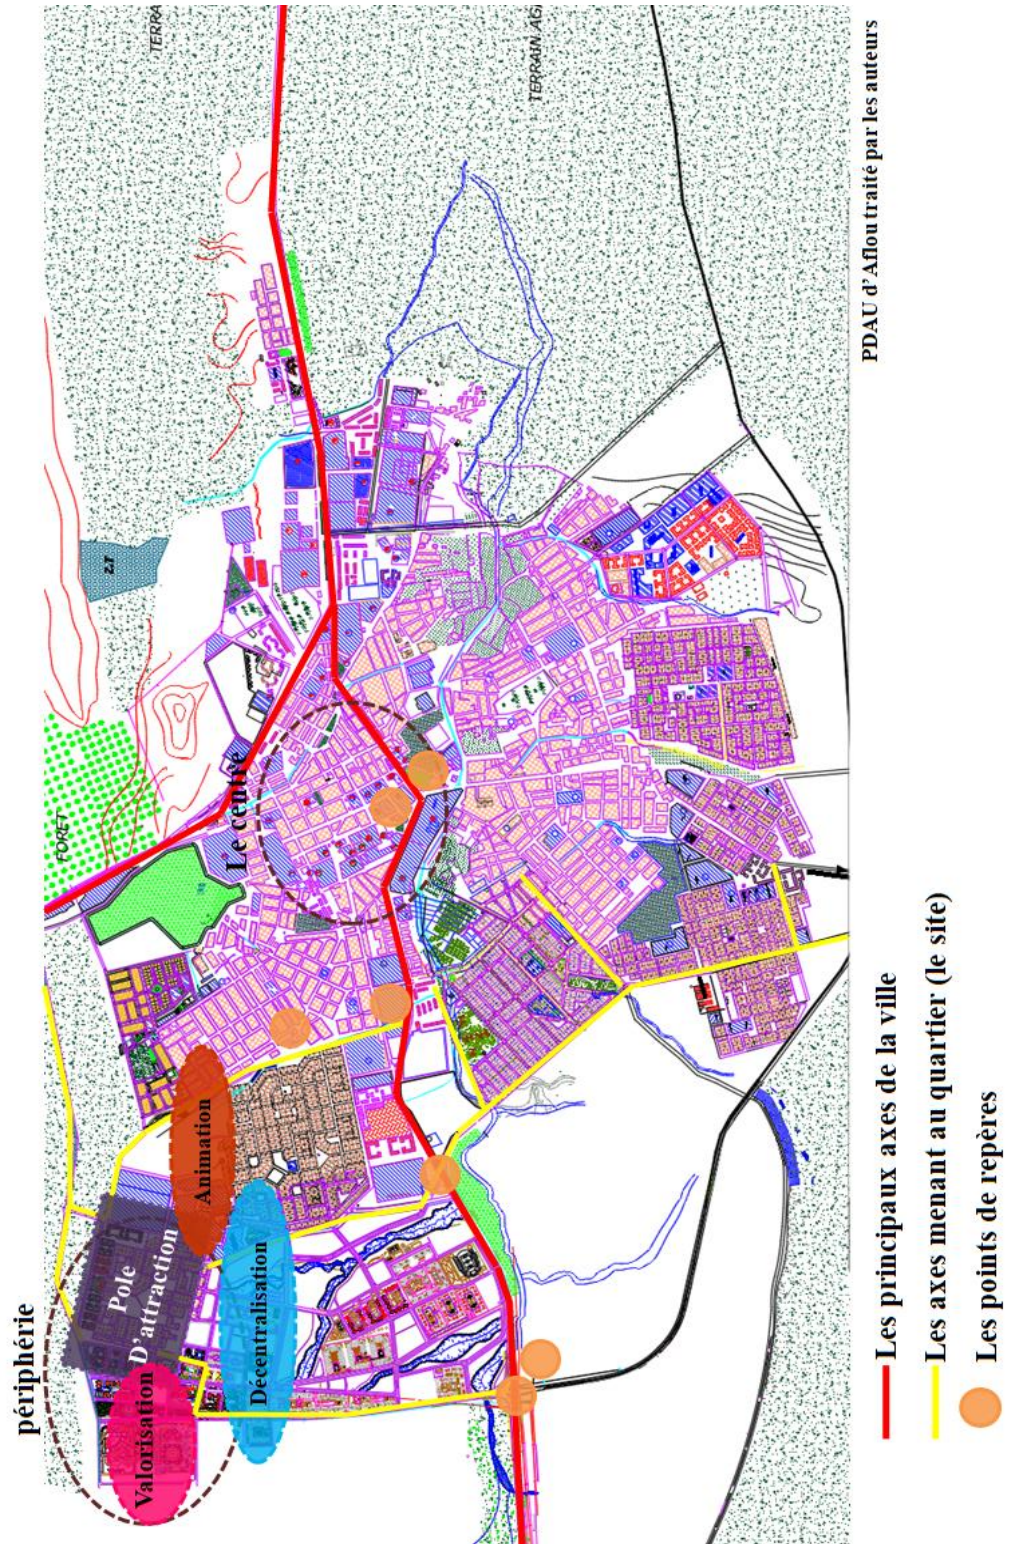 périphérie
Valorisation
Pole
D'attraction
Décentralisation
Animation
Le centre
FORET
Z.I
TERRA
TERRAIN AG
Les principaux axes de la ville
Les axes menant au quartier (le site)
Les points de repères
PDAU d'Aflou traité par les auteurs